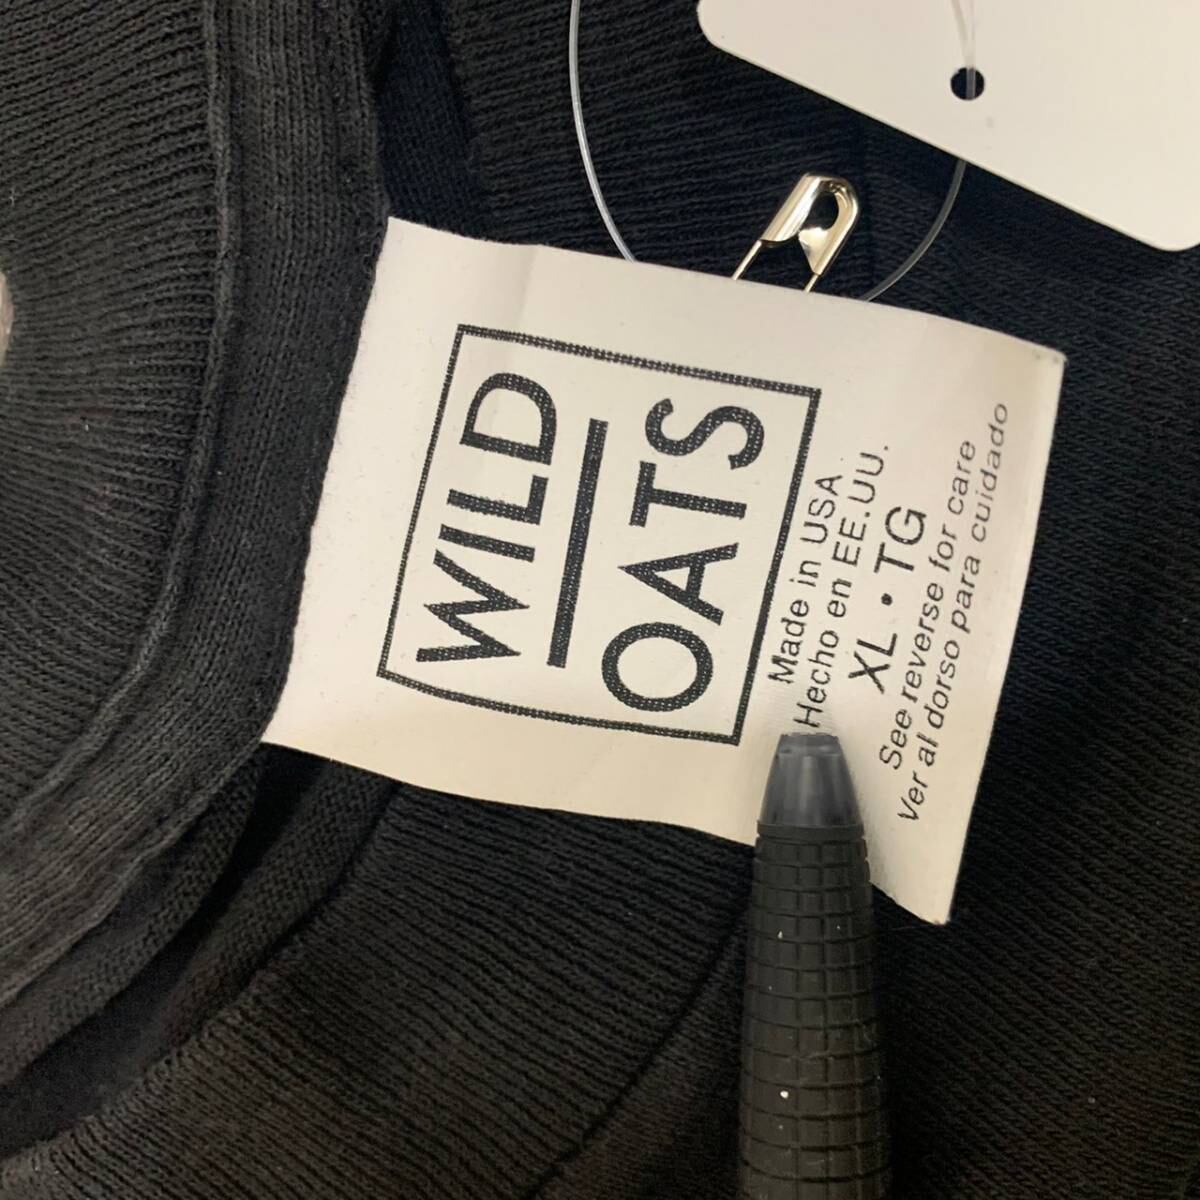 WILD
OATS
Made in USA
Hecho en EE.UU.
XL • TG
See reverse for care
Ver al dorso para cuidado